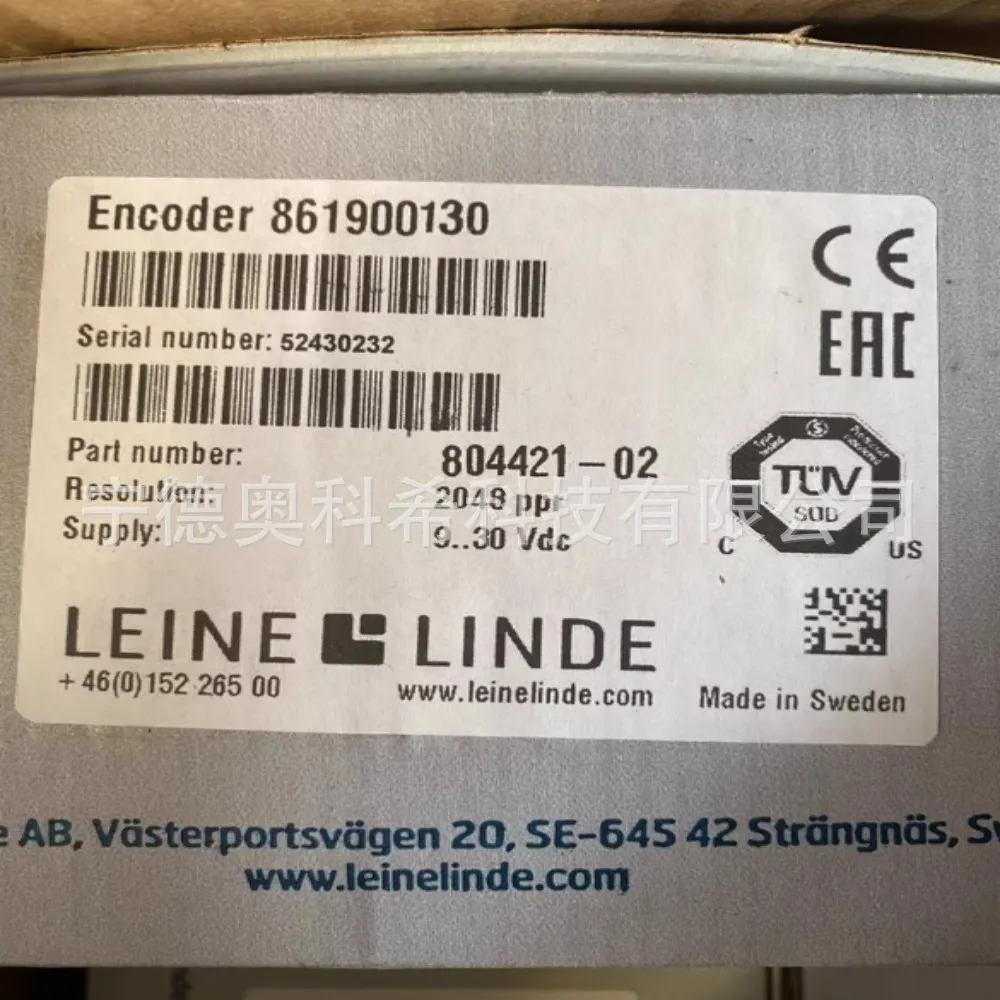 Encoder 861900130
CE
EAC
Serial number: 52430232
Part number: 804421-02
Resolution: 2048 ppr
Supply: 9..30 Vdc
宁德奥科希科技有限公司
TÜV
SÜD
C US
LEINE LINDE
+46(0)152 265 00
www.leinelinde.com
Made in Sweden
e AB, Västerportsvägen 20, SE-645 42 Strängnäs, Sw
www.leinelinde.com